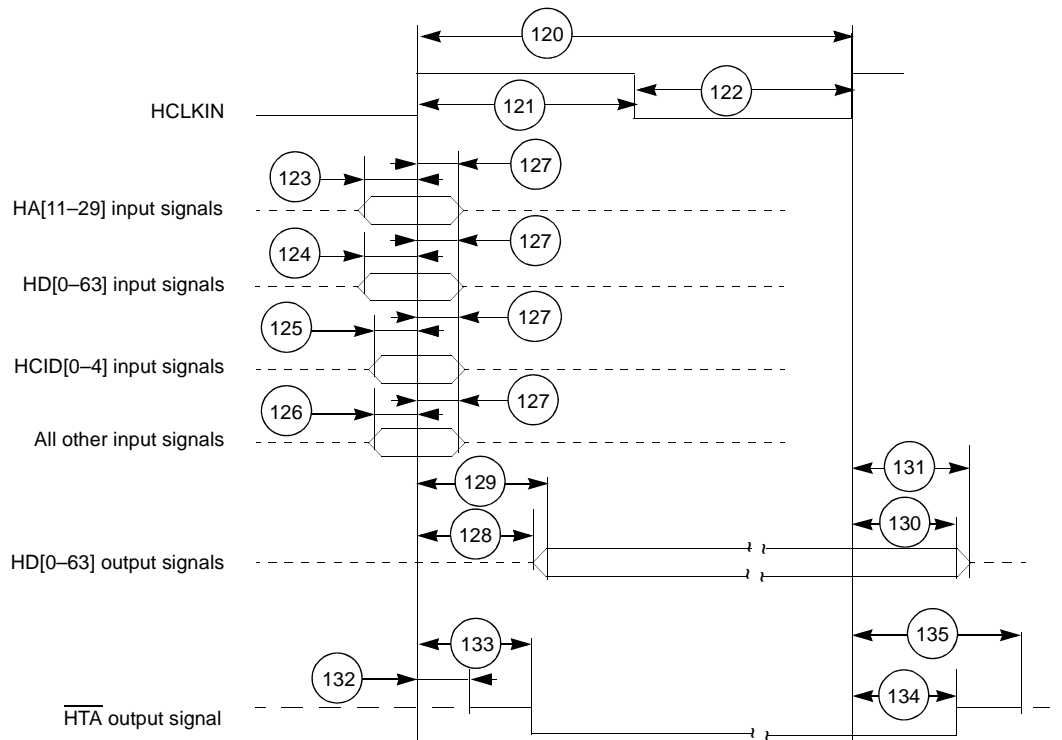 120
121
122
HCLKIN
123
127
HA[11–29] input signals
124
127
HD[0–63] input signals
125
127
HCID[0–4] input signals
126
127
All other input signals
131
129
130
128
HD[0–63] output signals
135
133
132
134
HTA output signal